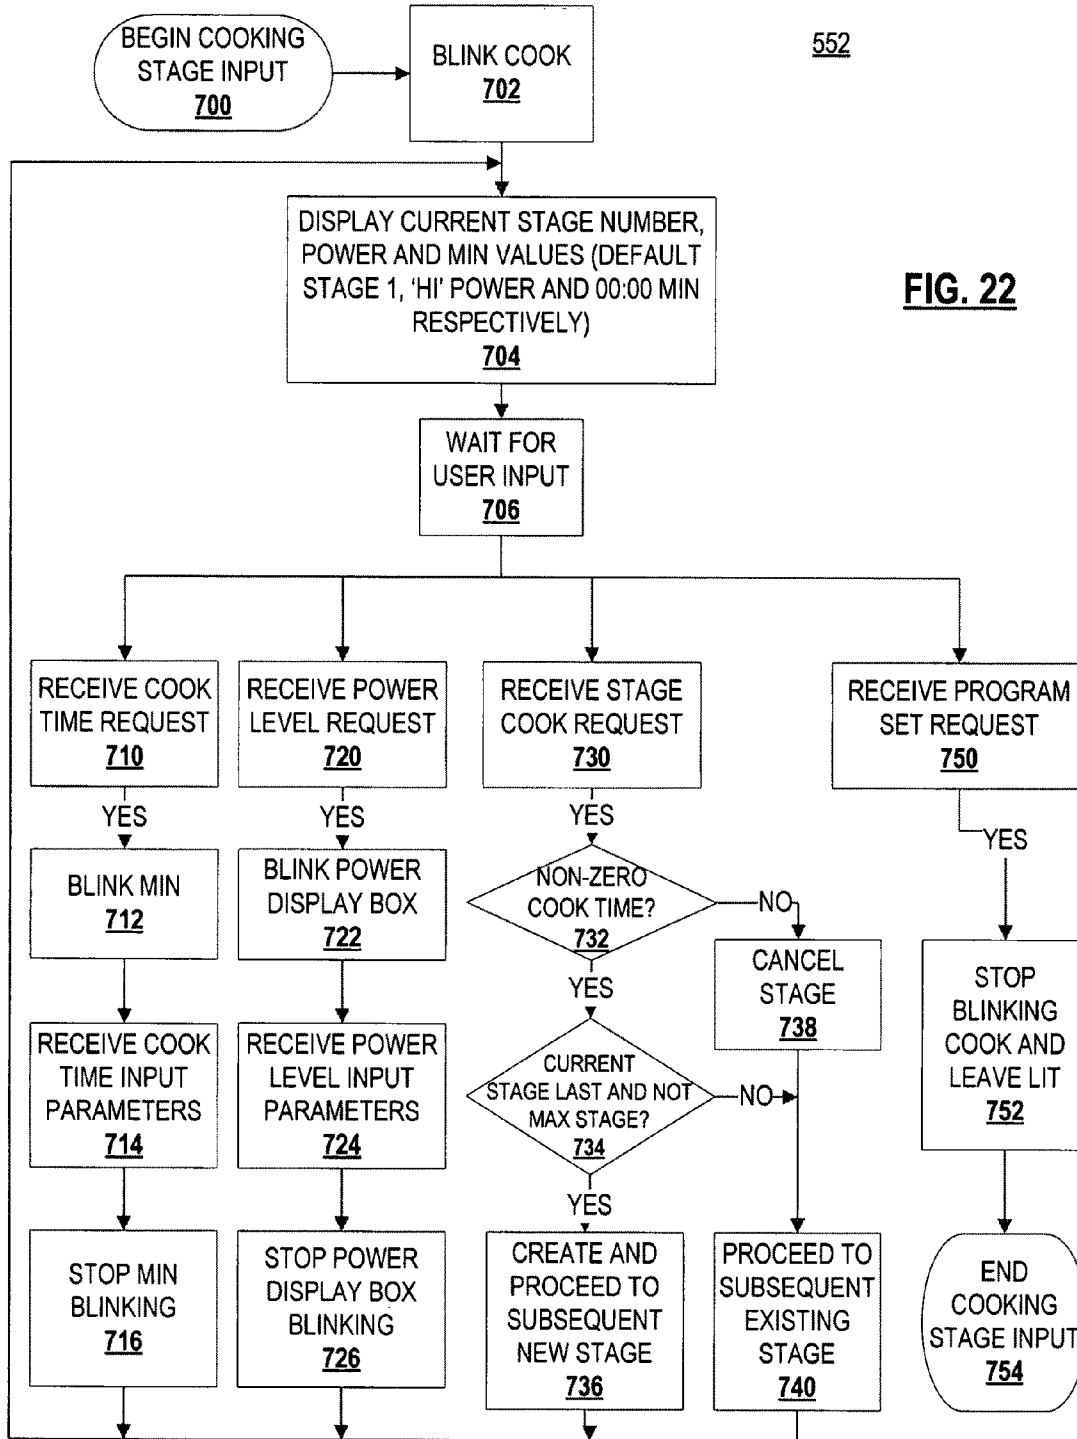 BEGIN COOKING
STAGE INPUT
700
BLINK COOK
702
552
DISPLAY CURRENT STAGE NUMBER,
POWER AND MIN VALUES (DEFAULT
STAGE 1, 'HI' POWER AND 00:00 MIN
RESPECTIVELY)
704
FIG. 22
WAIT FOR
USER INPUT
706
RECEIVE COOK
TIME REQUEST
710
RECEIVE POWER
LEVEL REQUEST
720
RECEIVE STAGE
COOK REQUEST
730
RECEIVE PROGRAM
SET REQUEST
750
YES
YES
YES
YES
BLINK MIN
712
BLINK POWER
DISPLAY BOX
722
NON-ZERO
COOK TIME?
732
NO
YES
CANCEL
STAGE
738
STOP
BLINKING
COOK AND
LEAVE LIT
752
RECEIVE COOK
TIME INPUT
PARAMETERS
714
RECEIVE POWER
LEVEL INPUT
PARAMETERS
724
CURRENT
STAGE LAST AND NOT
MAX STAGE?
734
NO
YES
STOP MIN
BLINKING
716
STOP POWER
DISPLAY BOX
BLINKING
726
CREATE AND
PROCEED TO
SUBSEQUENT
NEW STAGE
736
PROCEED TO
SUBSEQUENT
EXISTING
STAGE
740
END
COOKING
STAGE INPUT
754